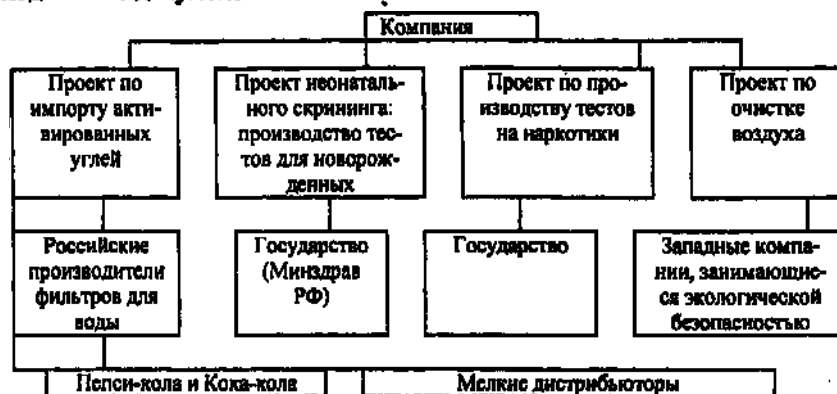 Компания
Проект по
импорту акти-
вированных
углей
Проект неонаталь-
ного скрининга:
производство тес-
тов для новорож-
денных
Проект по про-
изводству тестов
на наркотики
Проект по
очистке
воздуха
Российские
производители
фильтров для
воды
Государство
(Минздрав
РФ)
Государство
Западные компа-
нии, занимающие-
ся экологической
безопасностью
Пепси-кола и Кока-кола
Мелкие дистрибьюторы